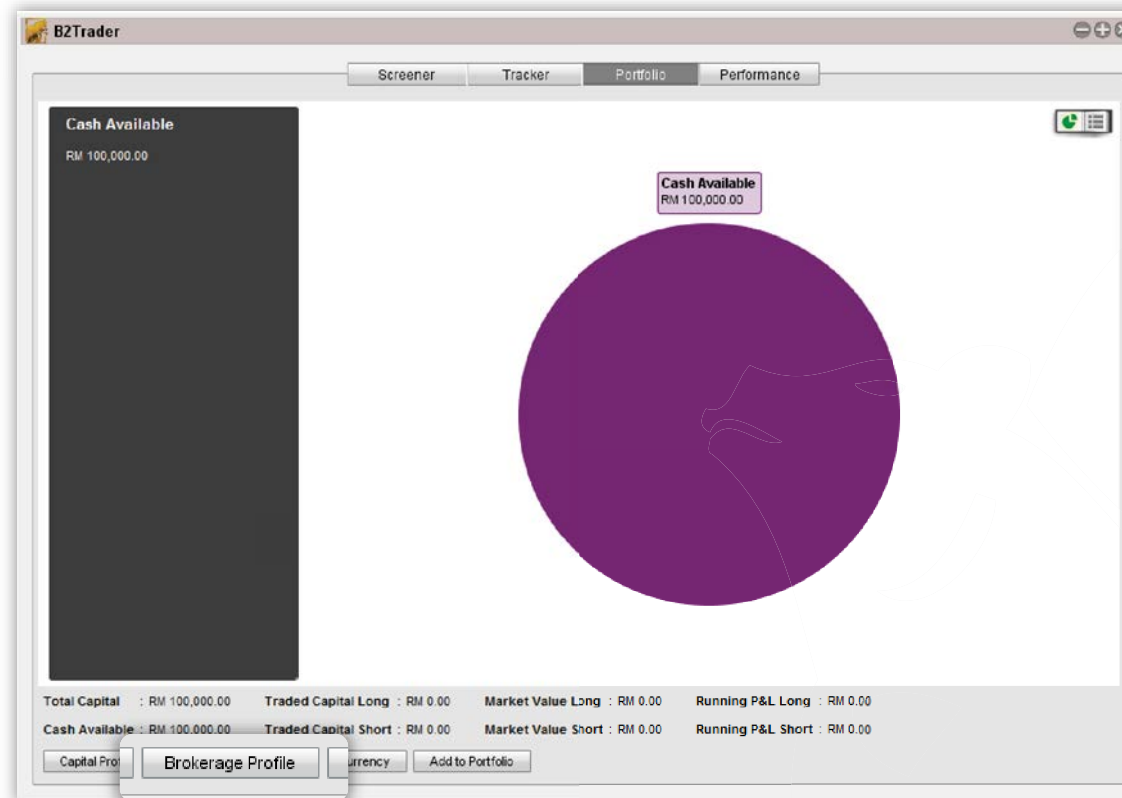 B2Trader
Screener Tracker Portfolio Performance
Cash Available
RM 100,000.00
Cash Available
RM 100,000.00
Total Capital : RM 100,000.00 Traded Capital Long : RM 0.00 Market Value Long : RM 0.00 Running P&L Long : RM 0.00
Cash Available : RM 100,000.00 Traded Capital Short : RM 0.00 Market Value Short : RM 0.00 Running P&L Short : RM 0.00
Capital Prof Brokerage Profile urrency Add to Portfolio